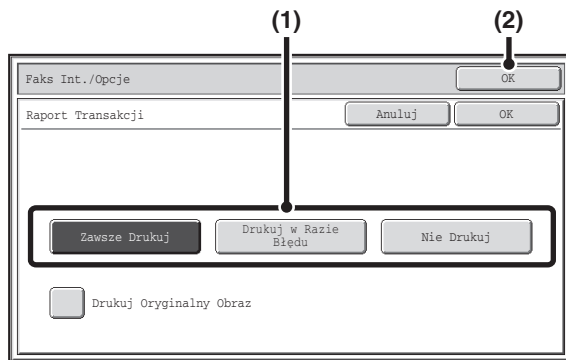 (1) (2)
Faks Int./Opcje OK
Raport Transakcji Anuluj OK
Zawsze Drukuj Drukuj w Razie Błędu Nie Drukuj
Drukuj Oryginalny Obraz